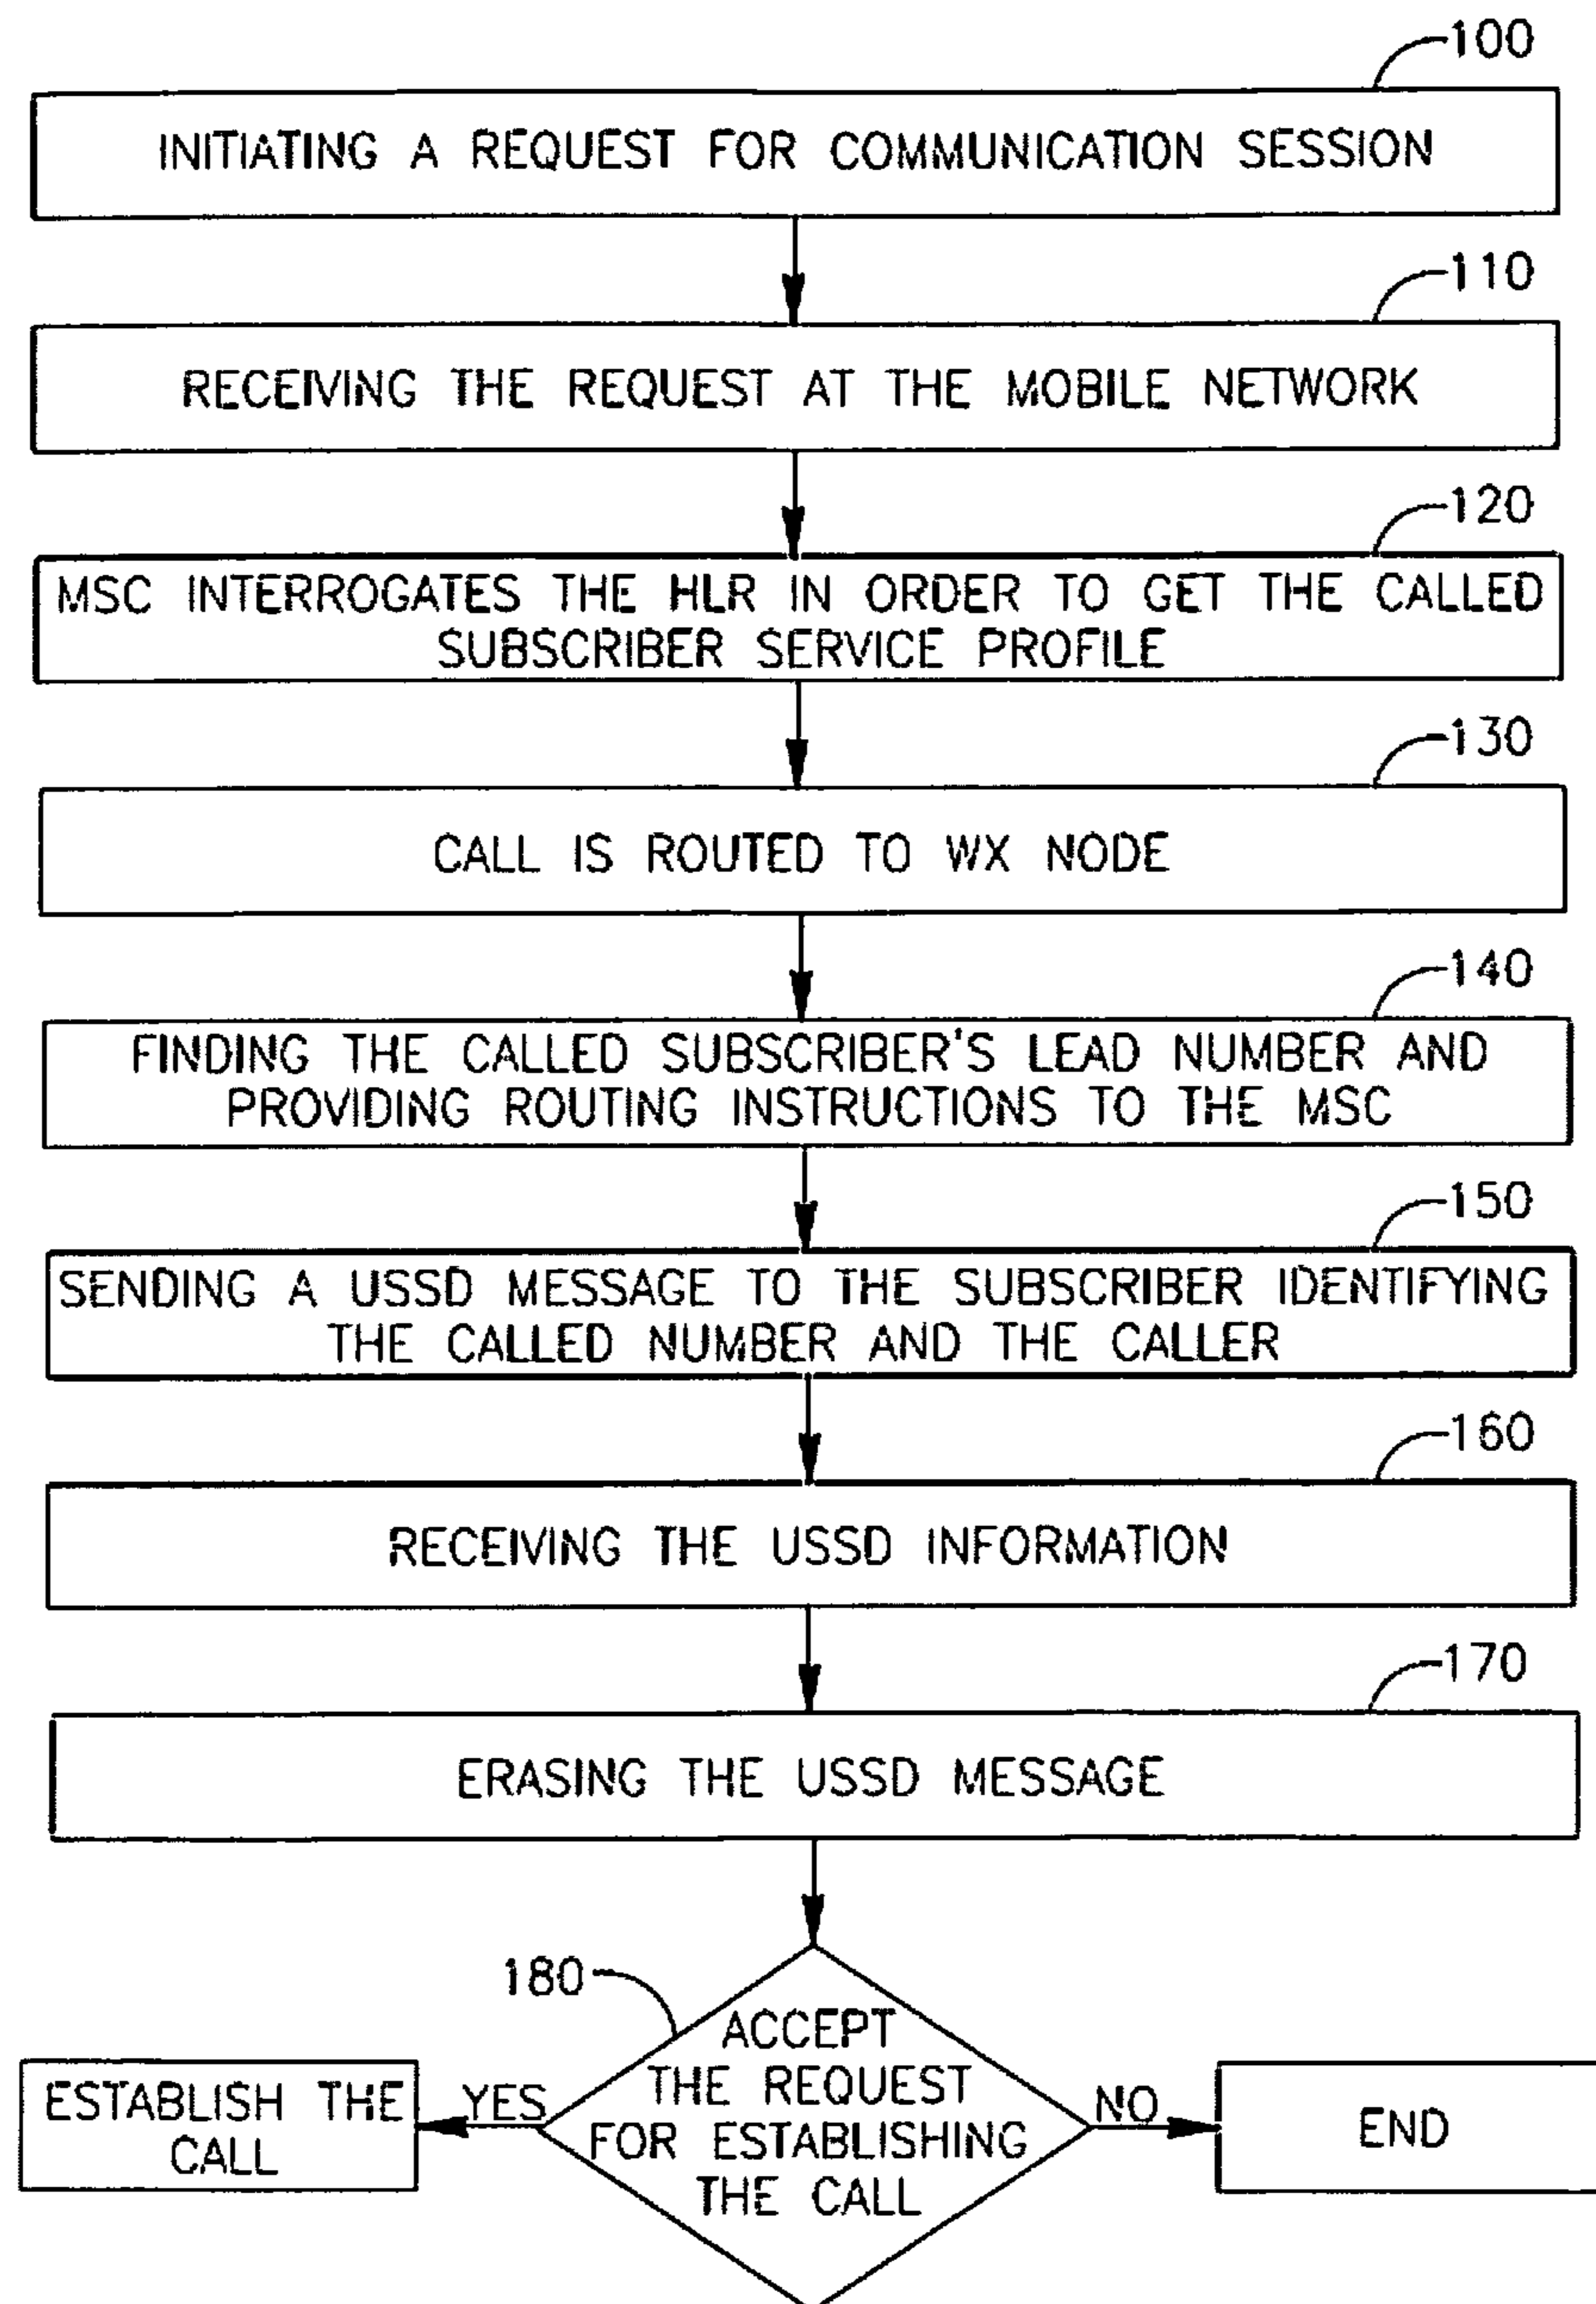 100
INITIATING A REQUEST FOR COMMUNICATION SESSION
110
RECEIVING THE REQUEST AT THE MOBILE NETWORK
120
MSC INTERROGATES THE HLR IN ORDER TO GET THE CALLED
SUBSCRIBER SERVICE PROFILE
130
CALL IS ROUTED TO WX NODE
140
FINDING THE CALLED SUBSCRIBER'S LEAD NUMBER AND
PROVIDING ROUTING INSTRUCTIONS TO THE MSC
150
SENDING A USSD MESSAGE TO THE SUBSCRIBER IDENTIFYING
THE CALLED NUMBER AND THE CALLER
160
RECEIVING THE USSD INFORMATION
170
ERASING THE USSD MESSAGE
180
ACCEPT
THE REQUEST
FOR ESTABLISHING
THE CALL
YES
ESTABLISH THE
CALL
NO
END